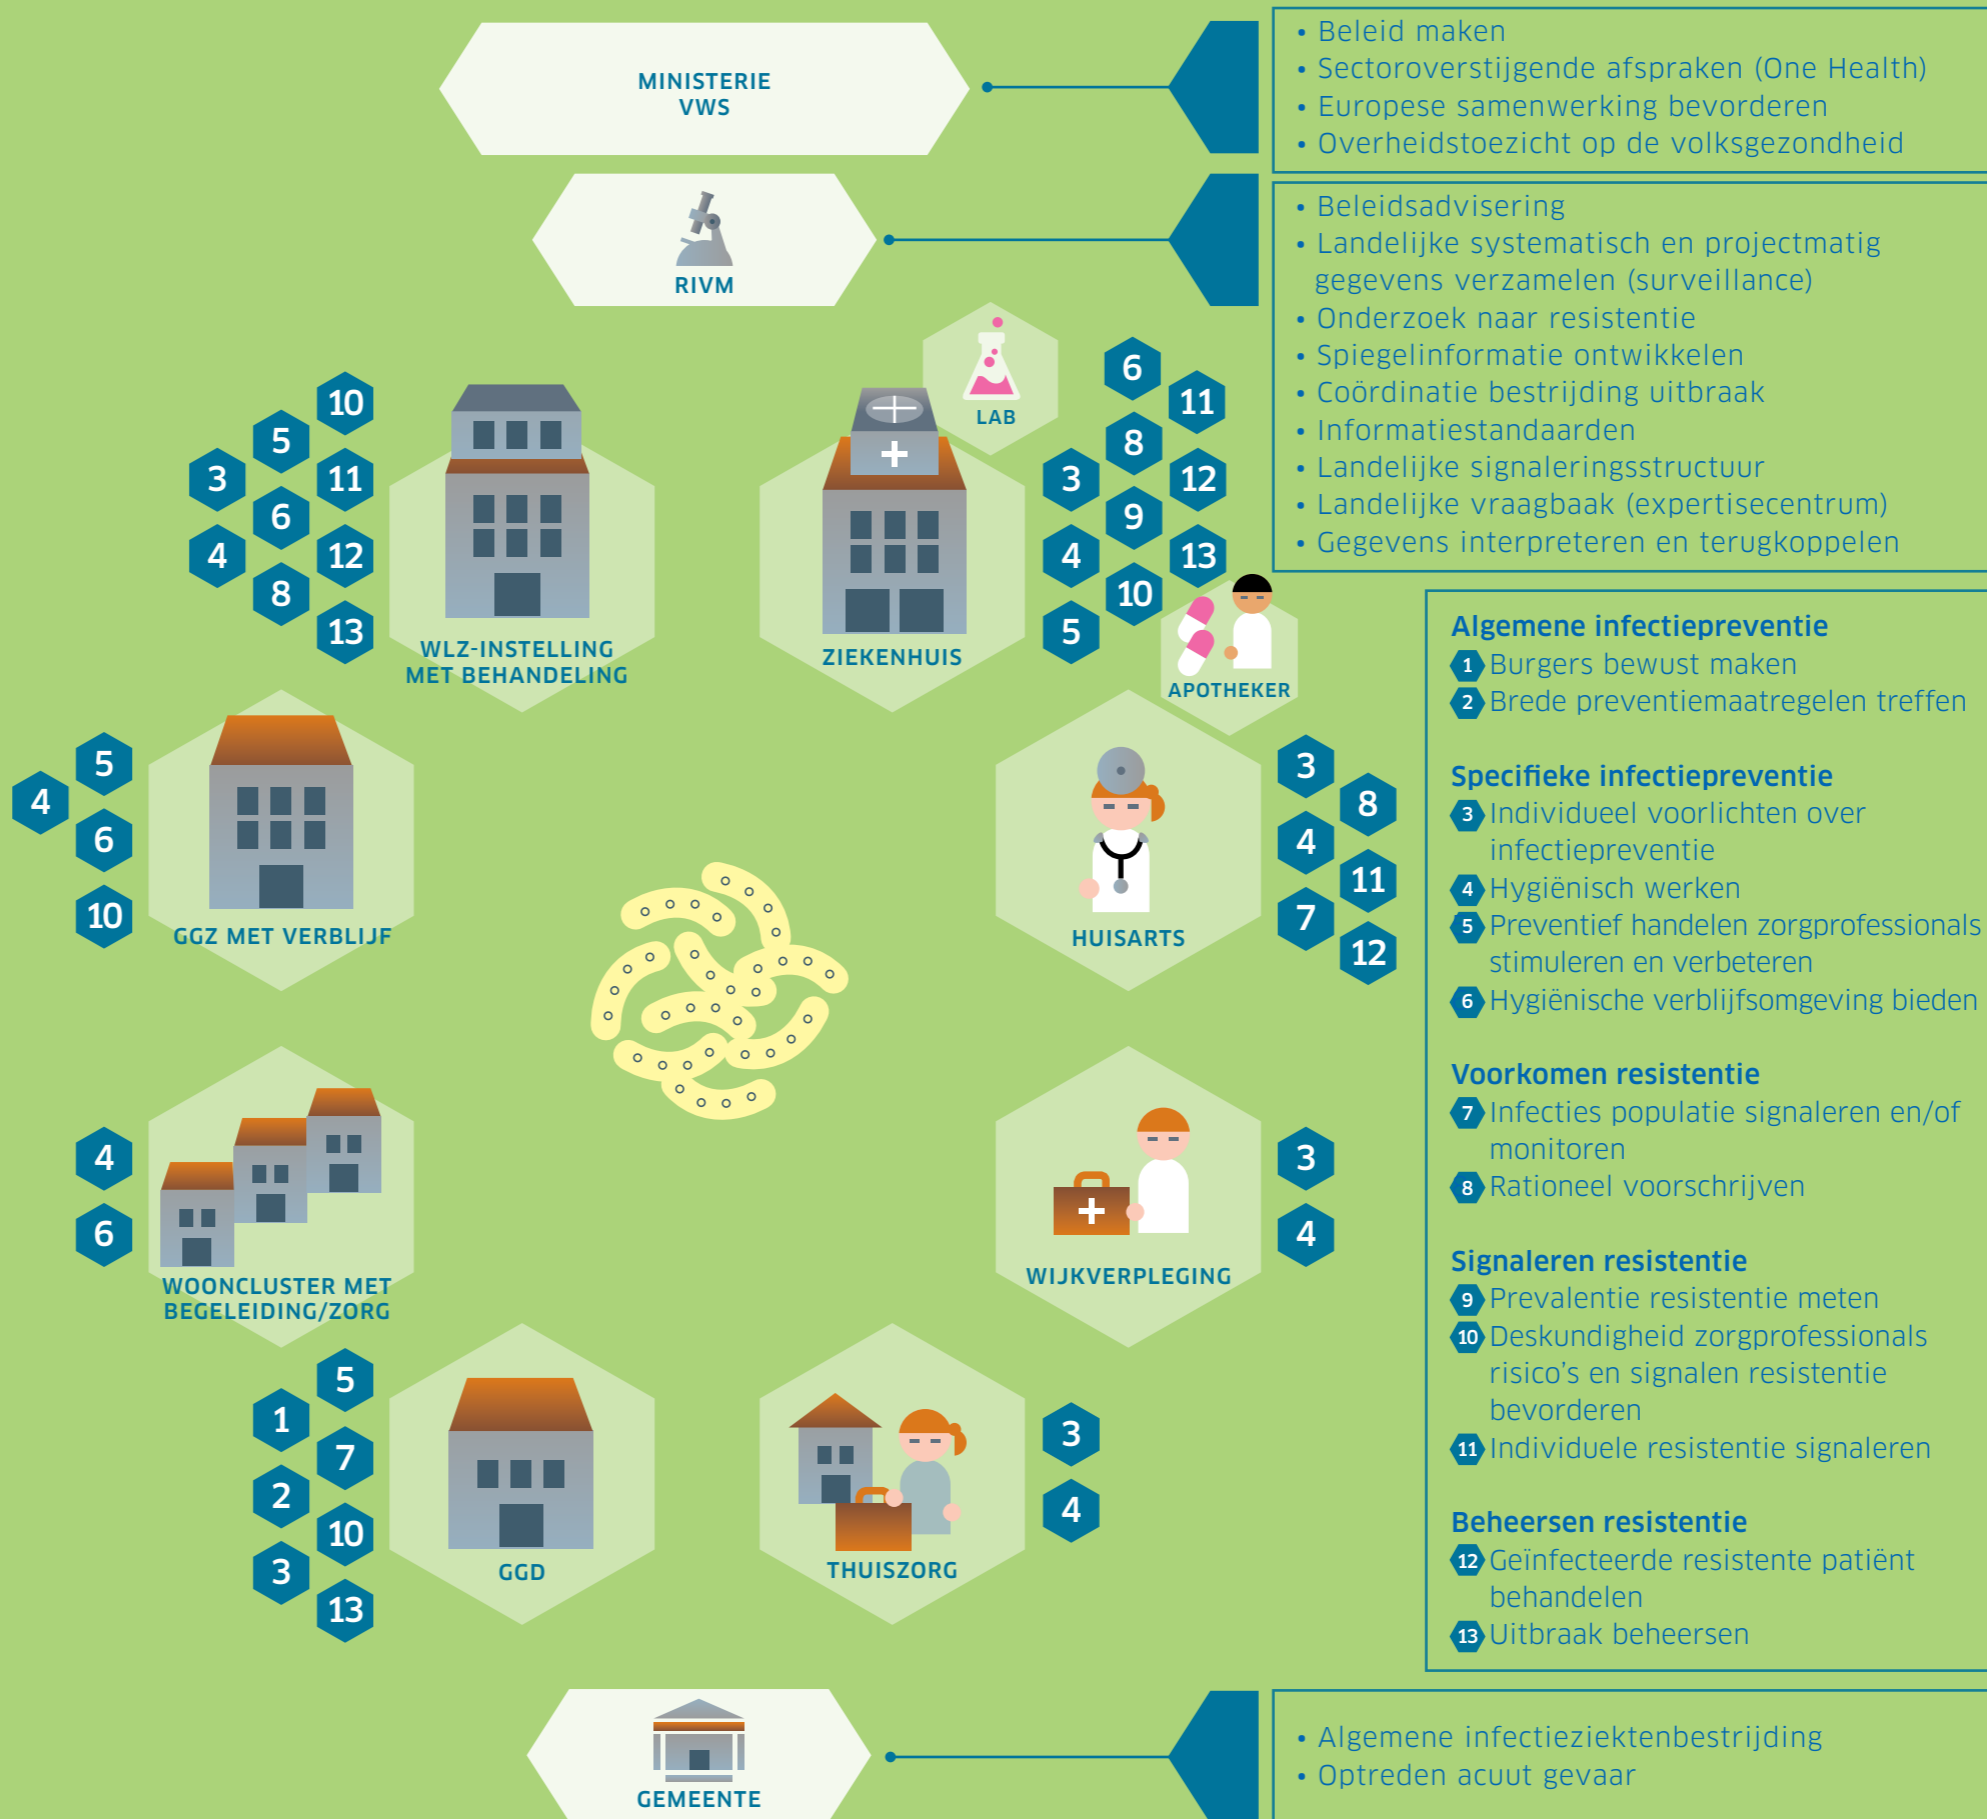 MINISTERIE
VWS
• Beleid maken
• Sectoroverstijgende afspraken (One Health)
• Europese samenwerking bevorderen
• Overheidstoezicht op de volksgezondheid
RIVM
• Beleidsadvisering
• Landelijke systematisch en projectmatig
gegevens verzamelen (surveillance)
• Onderzoek naar resistentie
• Spiegelinformatie ontwikkelen
• Coördinatie bestrijding uitbraak
• Informatiestandaarden
• Landelijke signaleringsstructuur
• Landelijke vraagbaak (expertisecentrum)
• Gegevens interpreteren en terugkoppelen
10
5
3
11
6
4
12
8
13
WLZ-INSTELLING
MET BEHANDELING
LAB
ZIEKENHUIS
6
11
8
3
12
9
4
13
10
5
APOTHEKER
5
4
6
10
GGZ MET VERBLIJF
HUISARTS
3
8
4
11
7
12
4
6
WOONCLUSTER MET
BEGELEIDING/ZORG
WIJKVERPLEGING
3
4
5
1
7
2
10
3
13
GGD
THUISZORG
3
4
Algemene infectiepreventie
1 Burgers bewust maken
2 Brede preventiemaatregelen treffen
Specifieke infectiepreventie
3 Individueel voorlichten over
infectiepreventie
4 Hygiënisch werken
5 Preventief handelen zorgprofessionals
stimuleren en verbeteren
6 Hygiënische verblijfsomgeving bieden
Voorkomen resistentie
7 Infecties populatie signaleren en/of
monitoren
8 Rationeel voorschrijven
Signaleren resistentie
9 Prevalentie resistentie meten
10 Deskundigheid zorgprofessionals
risico's en signalen resistentie
bevorderen
11 Individuele resistentie signaleren
Beheersen resistentie
12 Geïnfecteerde resistente patiënt
behandelen
13 Uitbraak beheersen
GEMEENTE
• Algemene infectieziektenbestrijding
• Optreden acuut gevaar